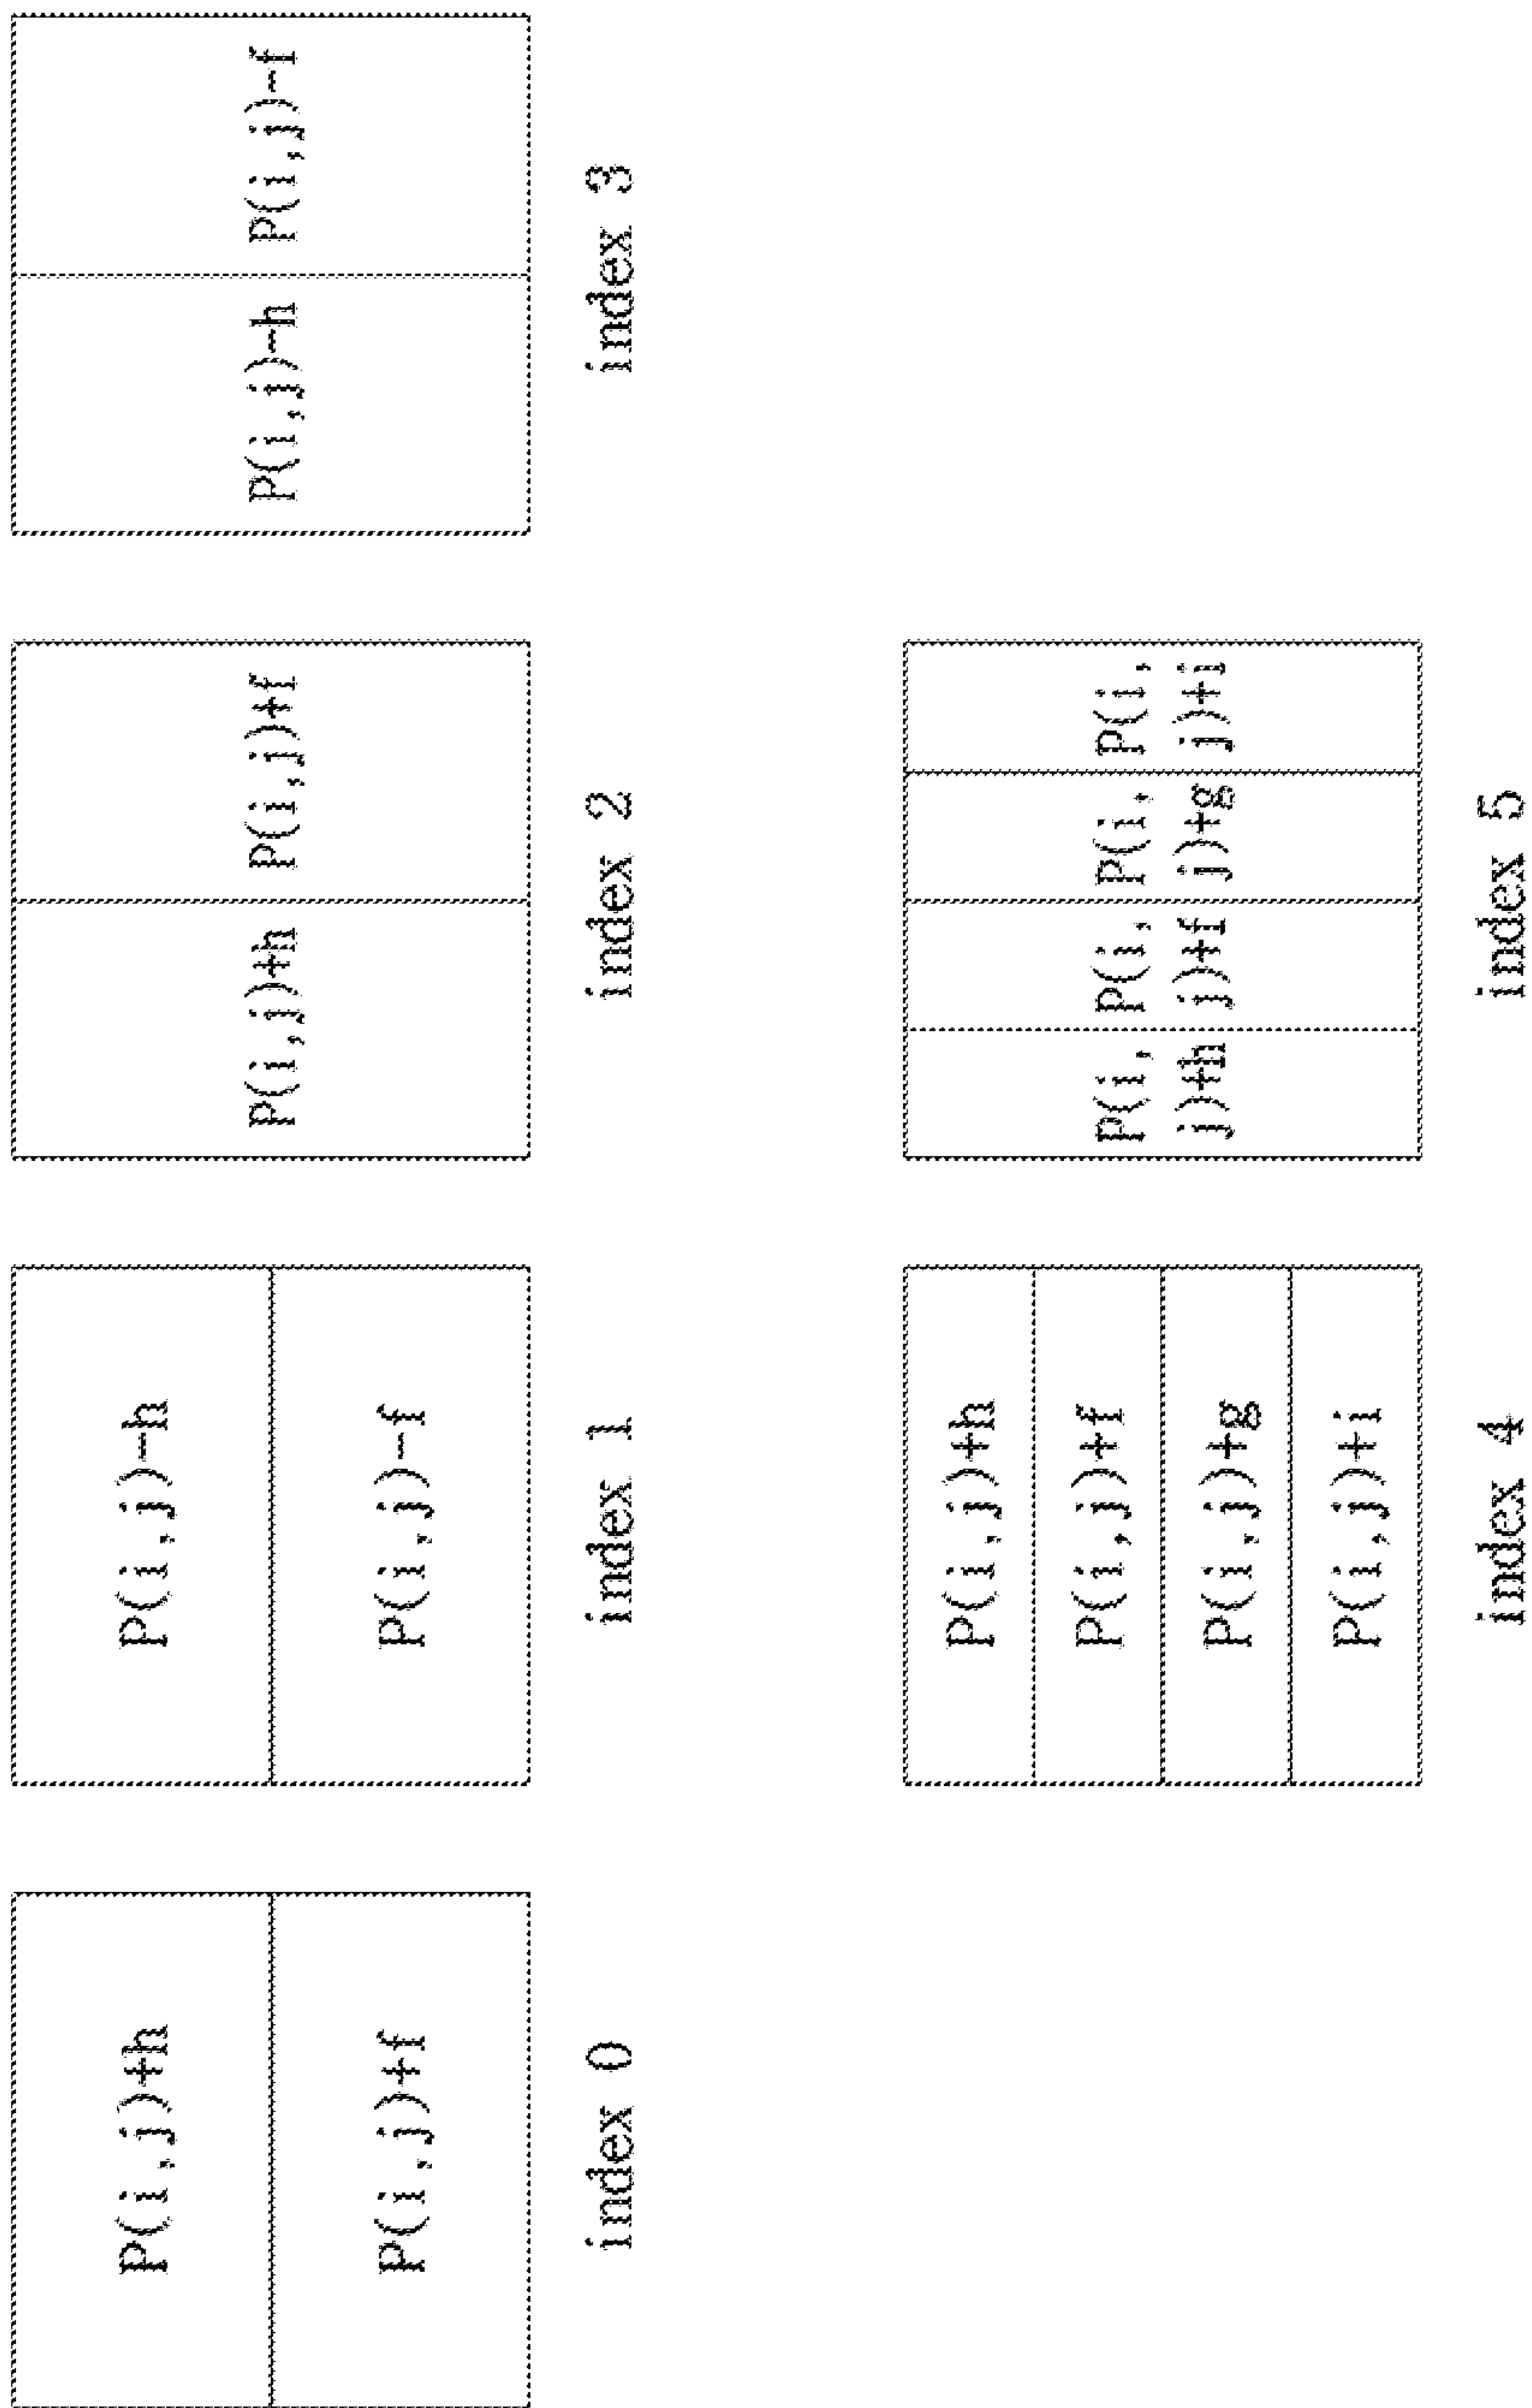 P(i,j)+h
P(i,j)+f
index 0
P(i,j)-h
P(i,j)-f
index 1
P(i,j)+h
P(i,j)+f
index 2
P(i,j)-h
P(i,j)-f
index 3
P(i,j)+h
P(i,j)+f
P(i,j)+g
P(i,j)+i
index 4
P(i,
j)+h
P(i,
j)+f
P(i,
j)+g
P(i,
j)+i
index 5